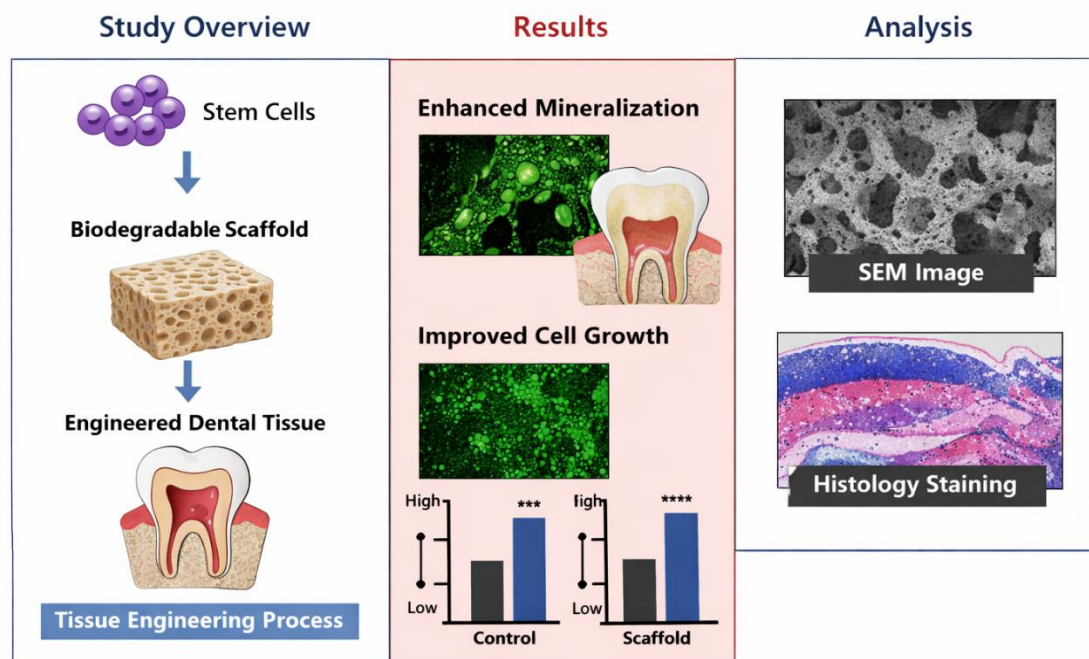 Study Overview
Stem Cells
Biodegradable Scaffold
Engineered Dental Tissue
Tissue Engineering Process
Results
Enhanced Mineralization
Improved Cell Growth
High
***
Low
Control
****
Low
Scaffold
Analysis
SEM Image
Histology Staining